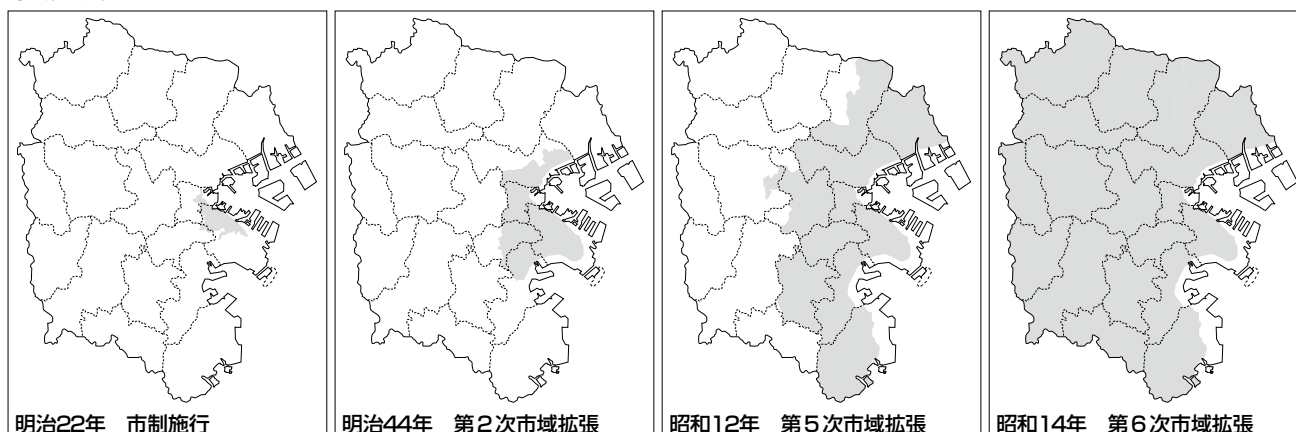 明治22年 市制施行
明治44年 第2次市域拡張
昭和12年 第5次市域拡張
昭和14年 第6次市域拡張